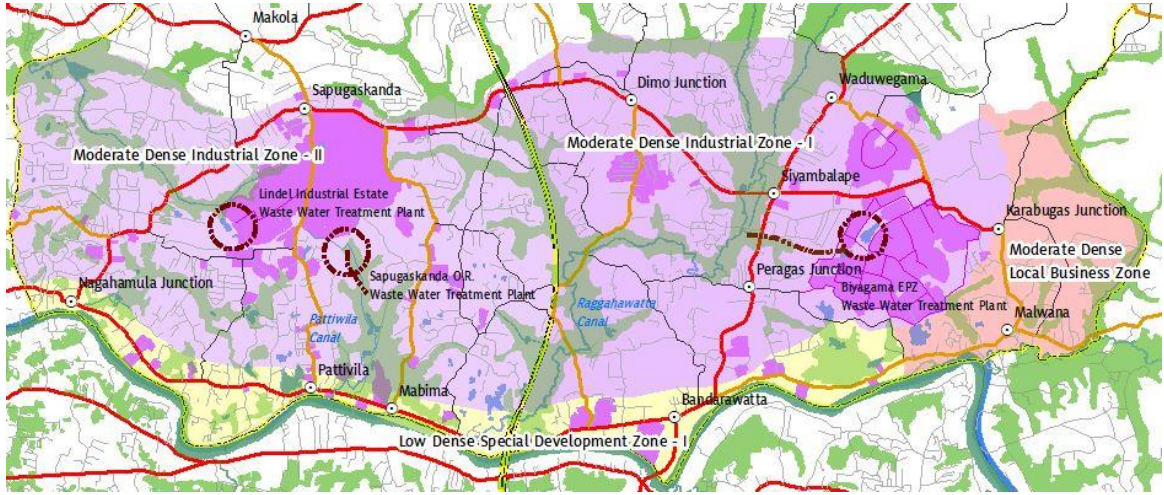 Makola
Sapugaskanda
Dimo Junction
Waduwegama
Moderate Dense Industrial Zone - II
Moderate Dense Industrial Zone - I
Siyambalape
Lindel Industrial Estate
Waste Water Treatment Plant
Karabugas Junction
Moderate Dense
Local Business Zone
Sapugaskanda O.R.
Waste Water Treatment Plant
Peragas Junction
Biyagama EPZ
Waste Water Treatment Plant
Nagahamula Junction
Pattiwila
Canal
Raggahawatta
Canal
Malwana
Pattivila
Mabima
Bandarawatta
Low Dense Special Development Zone - I